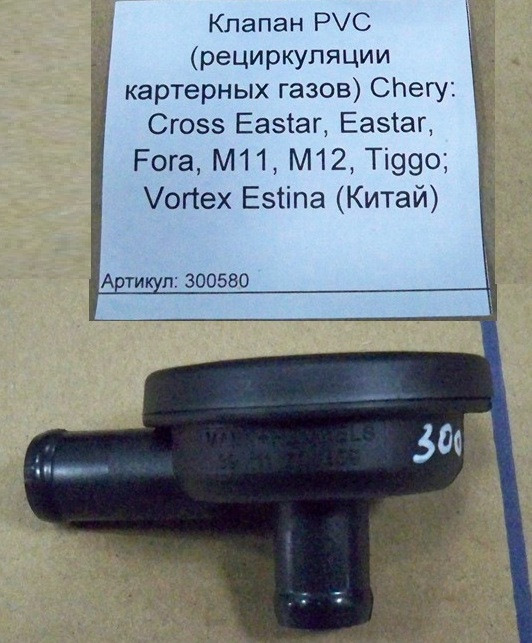 Клапан PVC
(рециркуляции
картерных газов) Chery:
Cross Eastar, Eastar,
Fora, M11, M12, Tiggo;
Vortex Estina (Китай)
Артикул: 300580
300